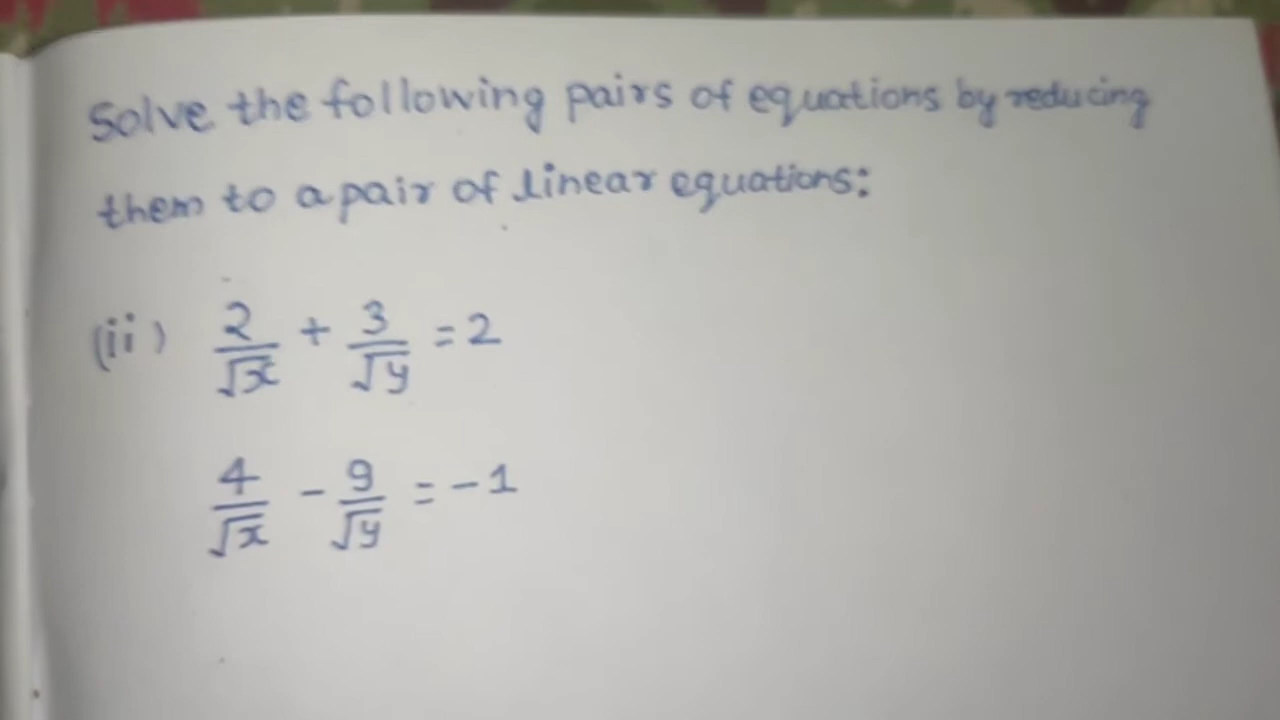 Solve the following pairs of equations by reducing
them to a pair of linear equations:
(ii) 2/√x + 3/√y = 2
4/√x - 9/√y = -1